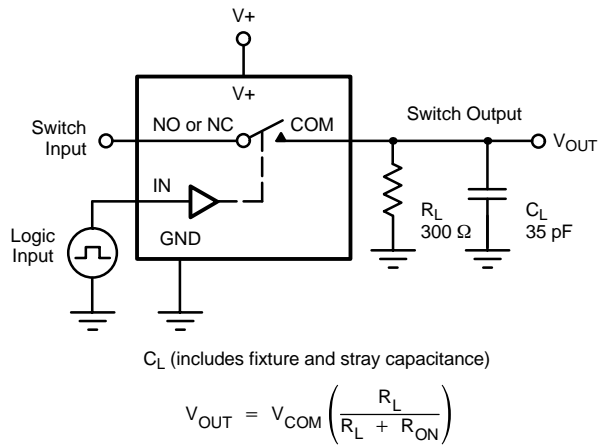 V+
V+
Switch Input
NO or NC
COM
Switch Output
V_OUT
IN
R_L
300 Ω
C_L
35 pF
Logic Input
GND
C_L (includes fixture and stray capacitance)
V_OUT = V_COM (R_L / (R_L + R_ON))